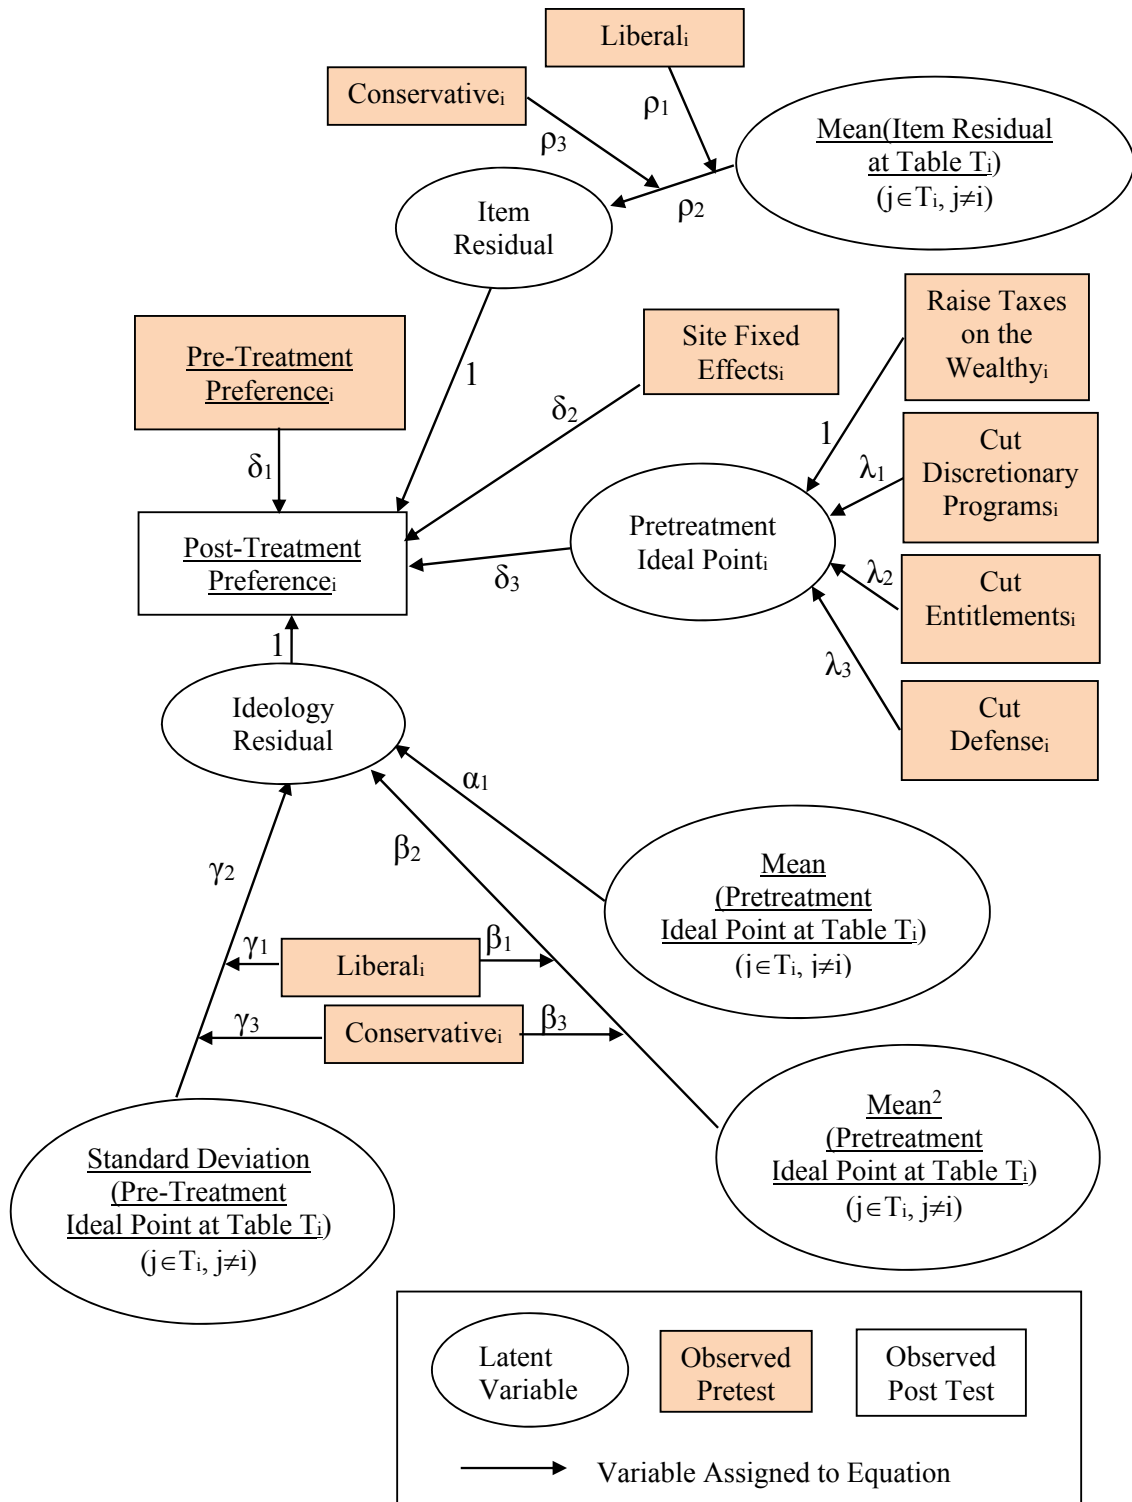 Liberalᵢ
Conservativeᵢ
ρ₁
ρ₃
Mean(Item Residual
at Table Tᵢ)
(j∈Tᵢ, j≠i)
ρ₂
Item
Residual
Pre-Treatment
Preferenceᵢ
1
Site Fixed
Effectsᵢ
Raise Taxes
on the
Wealthyᵢ
δ₁
δ₂
1
λ₁
Cut
Discretionary
Programsᵢ
Post-Treatment
Preferenceᵢ
δ₃
Pretreatment
Ideal Pointᵢ
λ₂
Cut
Entitlementsᵢ
1
λ₃
Cut
Defenseᵢ
Ideology
Residual
α₁
β₂
γ₂
Mean
(Pretreatment
Ideal Point at Table Tᵢ)
(j∈Tᵢ, j≠i)
γ₁
Liberalᵢ
β₁
γ₃
Conservativeᵢ
β₃
Standard Deviation
(Pre-Treatment
Ideal Point at Table Tᵢ)
(j∈Tᵢ, j≠i)
Mean²
(Pretreatment
Ideal Point at Table Tᵢ)
(j∈Tᵢ, j≠i)
Latent
Variable
Observed
Pretest
Observed
Post Test
Variable Assigned to Equation